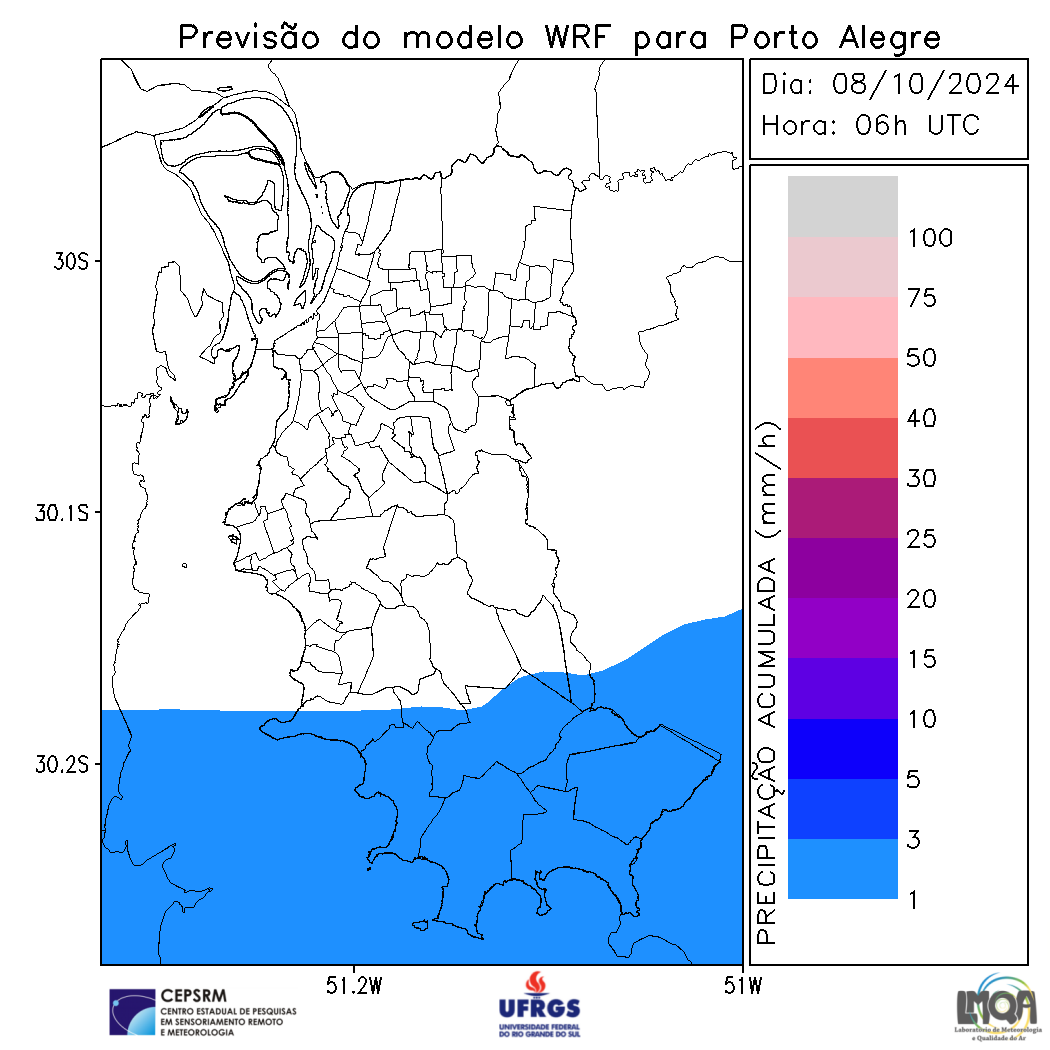 Previsão do modelo WRF para Porto Alegre
Dia: 08/10/2024
Hora: 06h UTC
30S
30.1S
30.2S
51.2W
51W
PRECIPITAÇÃO ACUMULADA (mm/h)
100
75
50
40
30
25
20
15
10
5
3
1
CEPSRM
CENTRO ESTADUAL DE PESQUISAS
EM SENSORIAMENTO REMOTO
E METEOROLOGIA
UFRGS
UNIVERSIDADE FEDERAL
DO RIO GRANDE DO SUL
LMQA
Laboratório de Meteorologia
e Qualidade do Ar